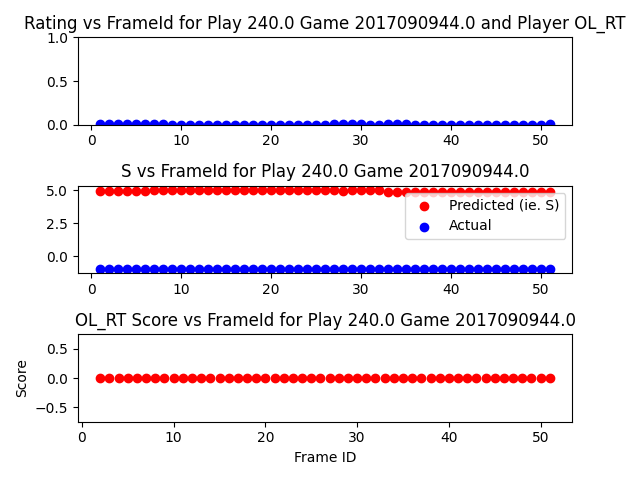 Rating vs FrameId for Play 240.0 Game 2017090944.0 and Player OL_RT
1.0
0.5
0.0
0 10 20 30 40 50
S vs FrameId for Play 240.0 Game 2017090944.0
5.0
2.5
0.0
Predicted (ie. S)
Actual
0 10 20 30 40 50
OL_RT Score vs FrameId for Play 240.0 Game 2017090944.0
Score
0.5
0.0
−0.5
0 10 20 30 40 50
Frame ID